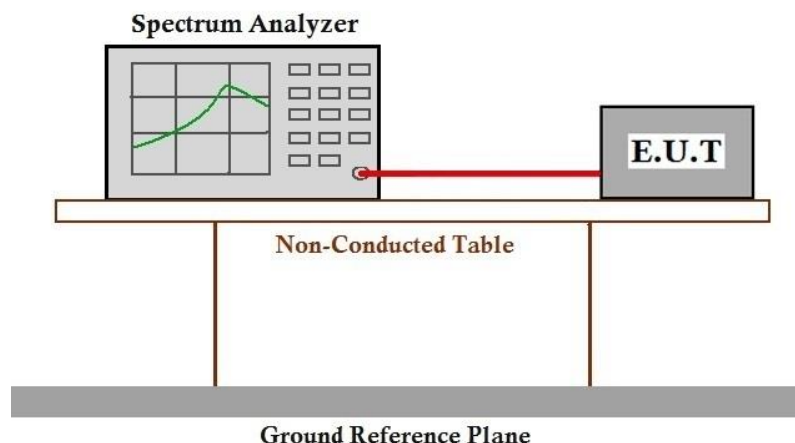 Spectrum Analyzer
E.U.T
Non-Conducted Table
Ground Reference Plane